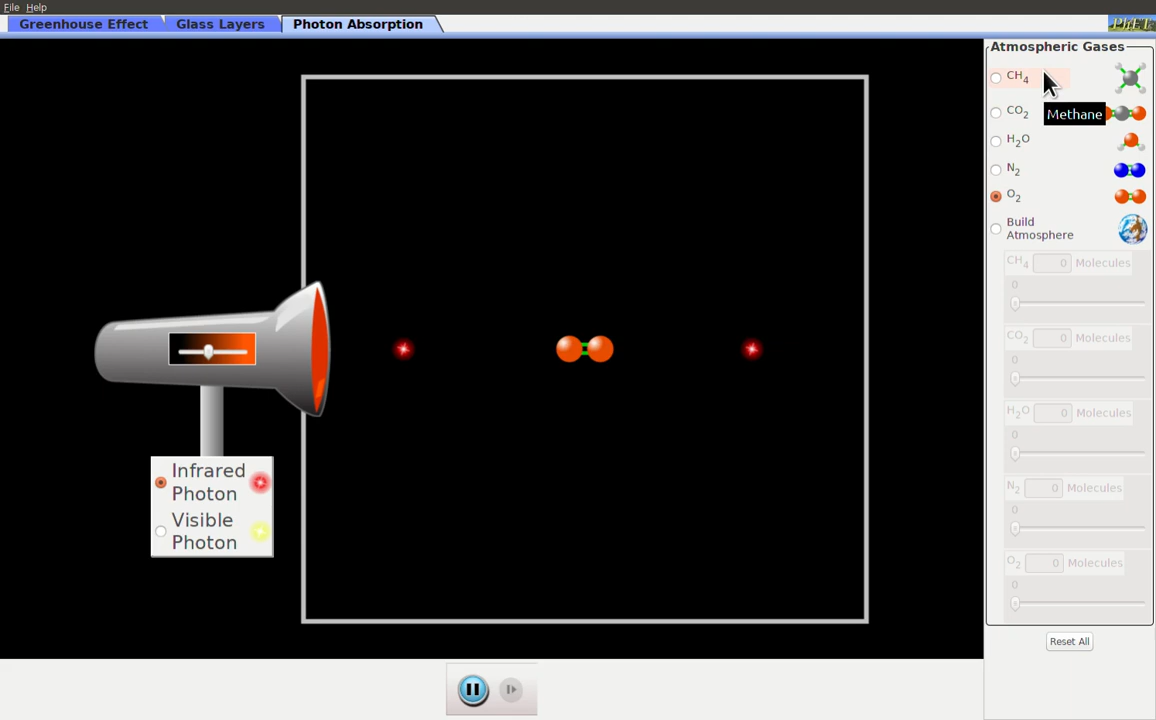 File Help
Greenhouse Effect Glass Layers Photon Absorption PhET
Atmospheric Gases
CH4
Methane
CO2
H2O
N2
O2
Build
Atmosphere
CH4 0 Molecules
0
CO2 0 Molecules
0
H2O 0 Molecules
0
N2 0 Molecules
0
O2 0 Molecules
0
Reset All
Infrared
Photon
Visible
Photon